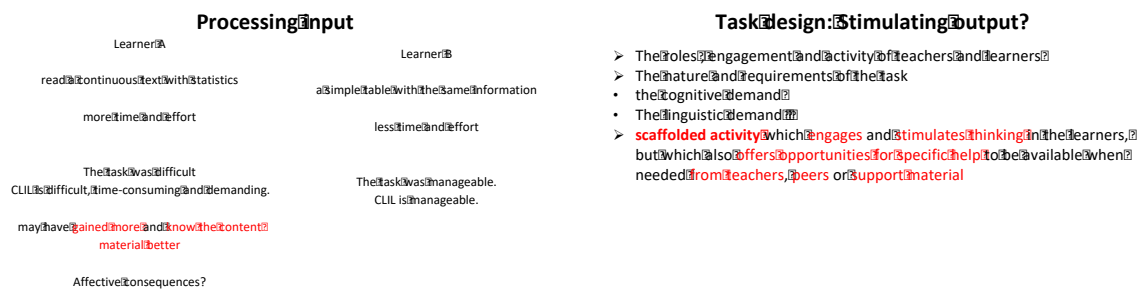 Processing input
Learner A
read a continuous text with statistics
more time and effort
The task was difficult
CLIL is difficult, time-consuming and demanding.
may have gained more and know the content
material better
Affective consequences?
Learner B
a simple table with the same information
less time and effort
The task was manageable.
CLIL is manageable.
Task design: Stimulating output?
➢ The roles, engagement and activity of teachers and learners
➢ The nature and requirements of the task
• the cognitive demand
• The linguistic demand
➢ scaffolded activity which engages and stimulates thinking in the learners,
but which also offers opportunities for specific help to be available when
needed from teachers, peers or support material